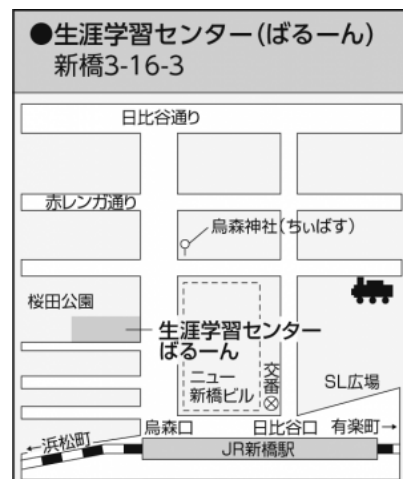 ●生涯学習センター(ばるーん)
新橋3-16-3
日比谷通り
赤レンガ通り
烏森神社(ちぃばす)
桜田公園
生涯学習センター
ばるーん
ニュー
新橋ビル
交番
SL広場
烏森口
日比谷口
有楽町→
←浜松町
JR新橋駅